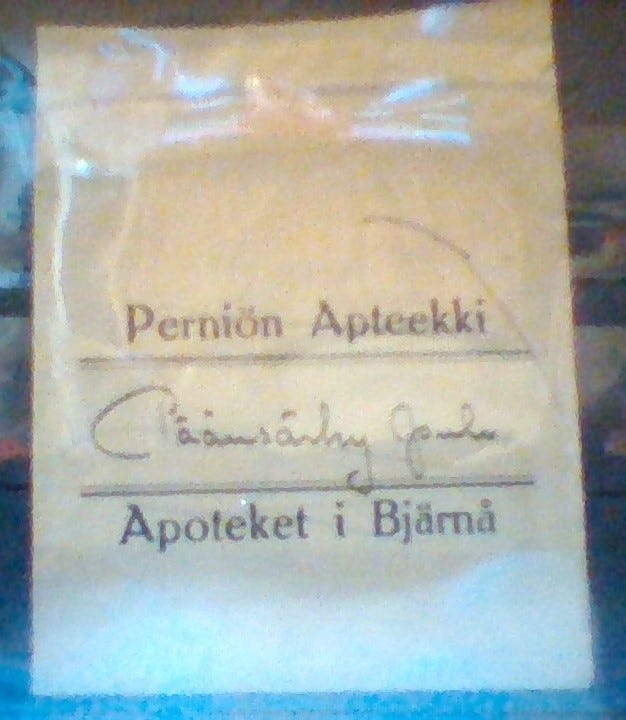 Perniön Apteekki
Päänsärky
Apoteket i Bjärnå